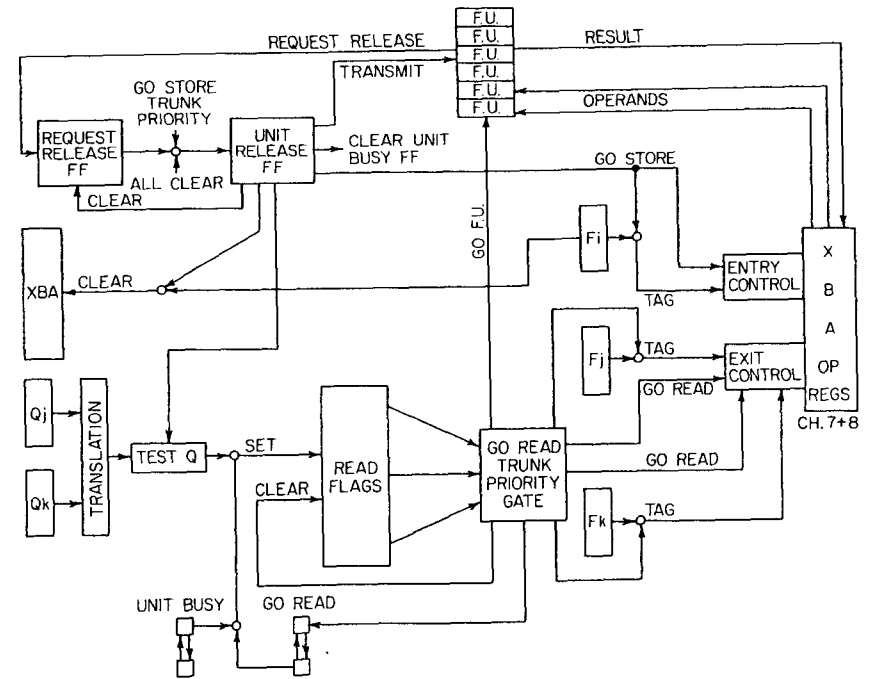 F.U.
F.U.
F.U.
F.U.
F.U.
F.U.
REQUEST RELEASE
RESULT
TRANSMIT
OPERANDS
GO STORE
TRUNK
PRIORITY
REQUEST
RELEASE
FF
UNIT
RELEASE
FF
CLEAR UNIT
BUSY FF
ALL CLEAR
CLEAR
GO STORE
GO F.U.
Fi
XBA
CLEAR
ENTRY
CONTROL
TAG
X
B
A
OP
REGS
CH. 7+8
Fj
TAG
EXIT
CONTROL
GO READ
Qj
Qk
TRANSLATION
TEST Q
SET
CLEAR
READ
FLAGS
GO READ
TRUNK
PRIORITY
GATE
GO READ
Fk
TAG
UNIT BUSY
GO READ